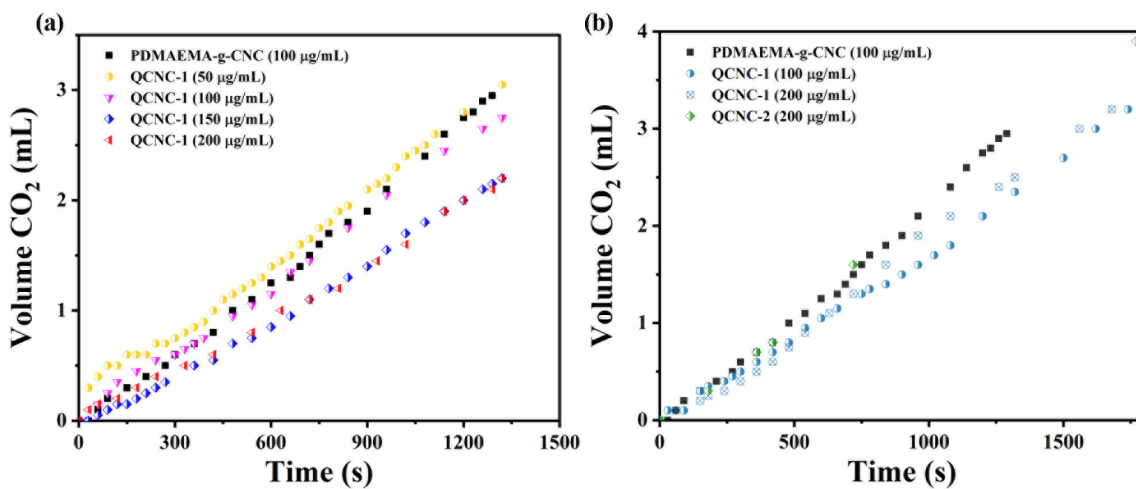 (a)
PDMAEMA-g-CNC (100 µg/mL)
QCNC-1 (50 µg/mL)
QCNC-1 (100 µg/mL)
QCNC-1 (150 µg/mL)
QCNC-1 (200 µg/mL)
Volume CO₂ (mL)
3
2
1
0
0
300
600
900
1200
1500
Time (s)
(b)
PDMAEMA-g-CNC (100 µg/mL)
QCNC-1 (100 µg/mL)
QCNC-1 (200 µg/mL)
QCNC-2 (200 µg/mL)
Volume CO₂ (mL)
4
3
2
1
0
0
500
1000
1500
Time (s)